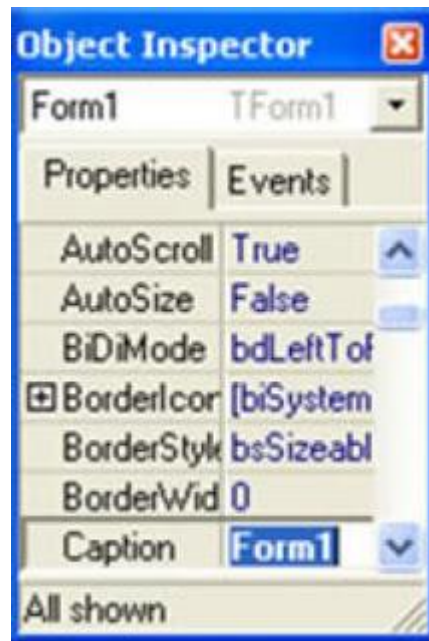 Object Inspector
Form1 TForm1
Properties Events
AutoScroll True
AutoSize False
BiDiMode bdLeftToF
BorderIcor [biSystem
BorderStyle bsSizeabl
BorderWid 0
Caption Form1
All shown